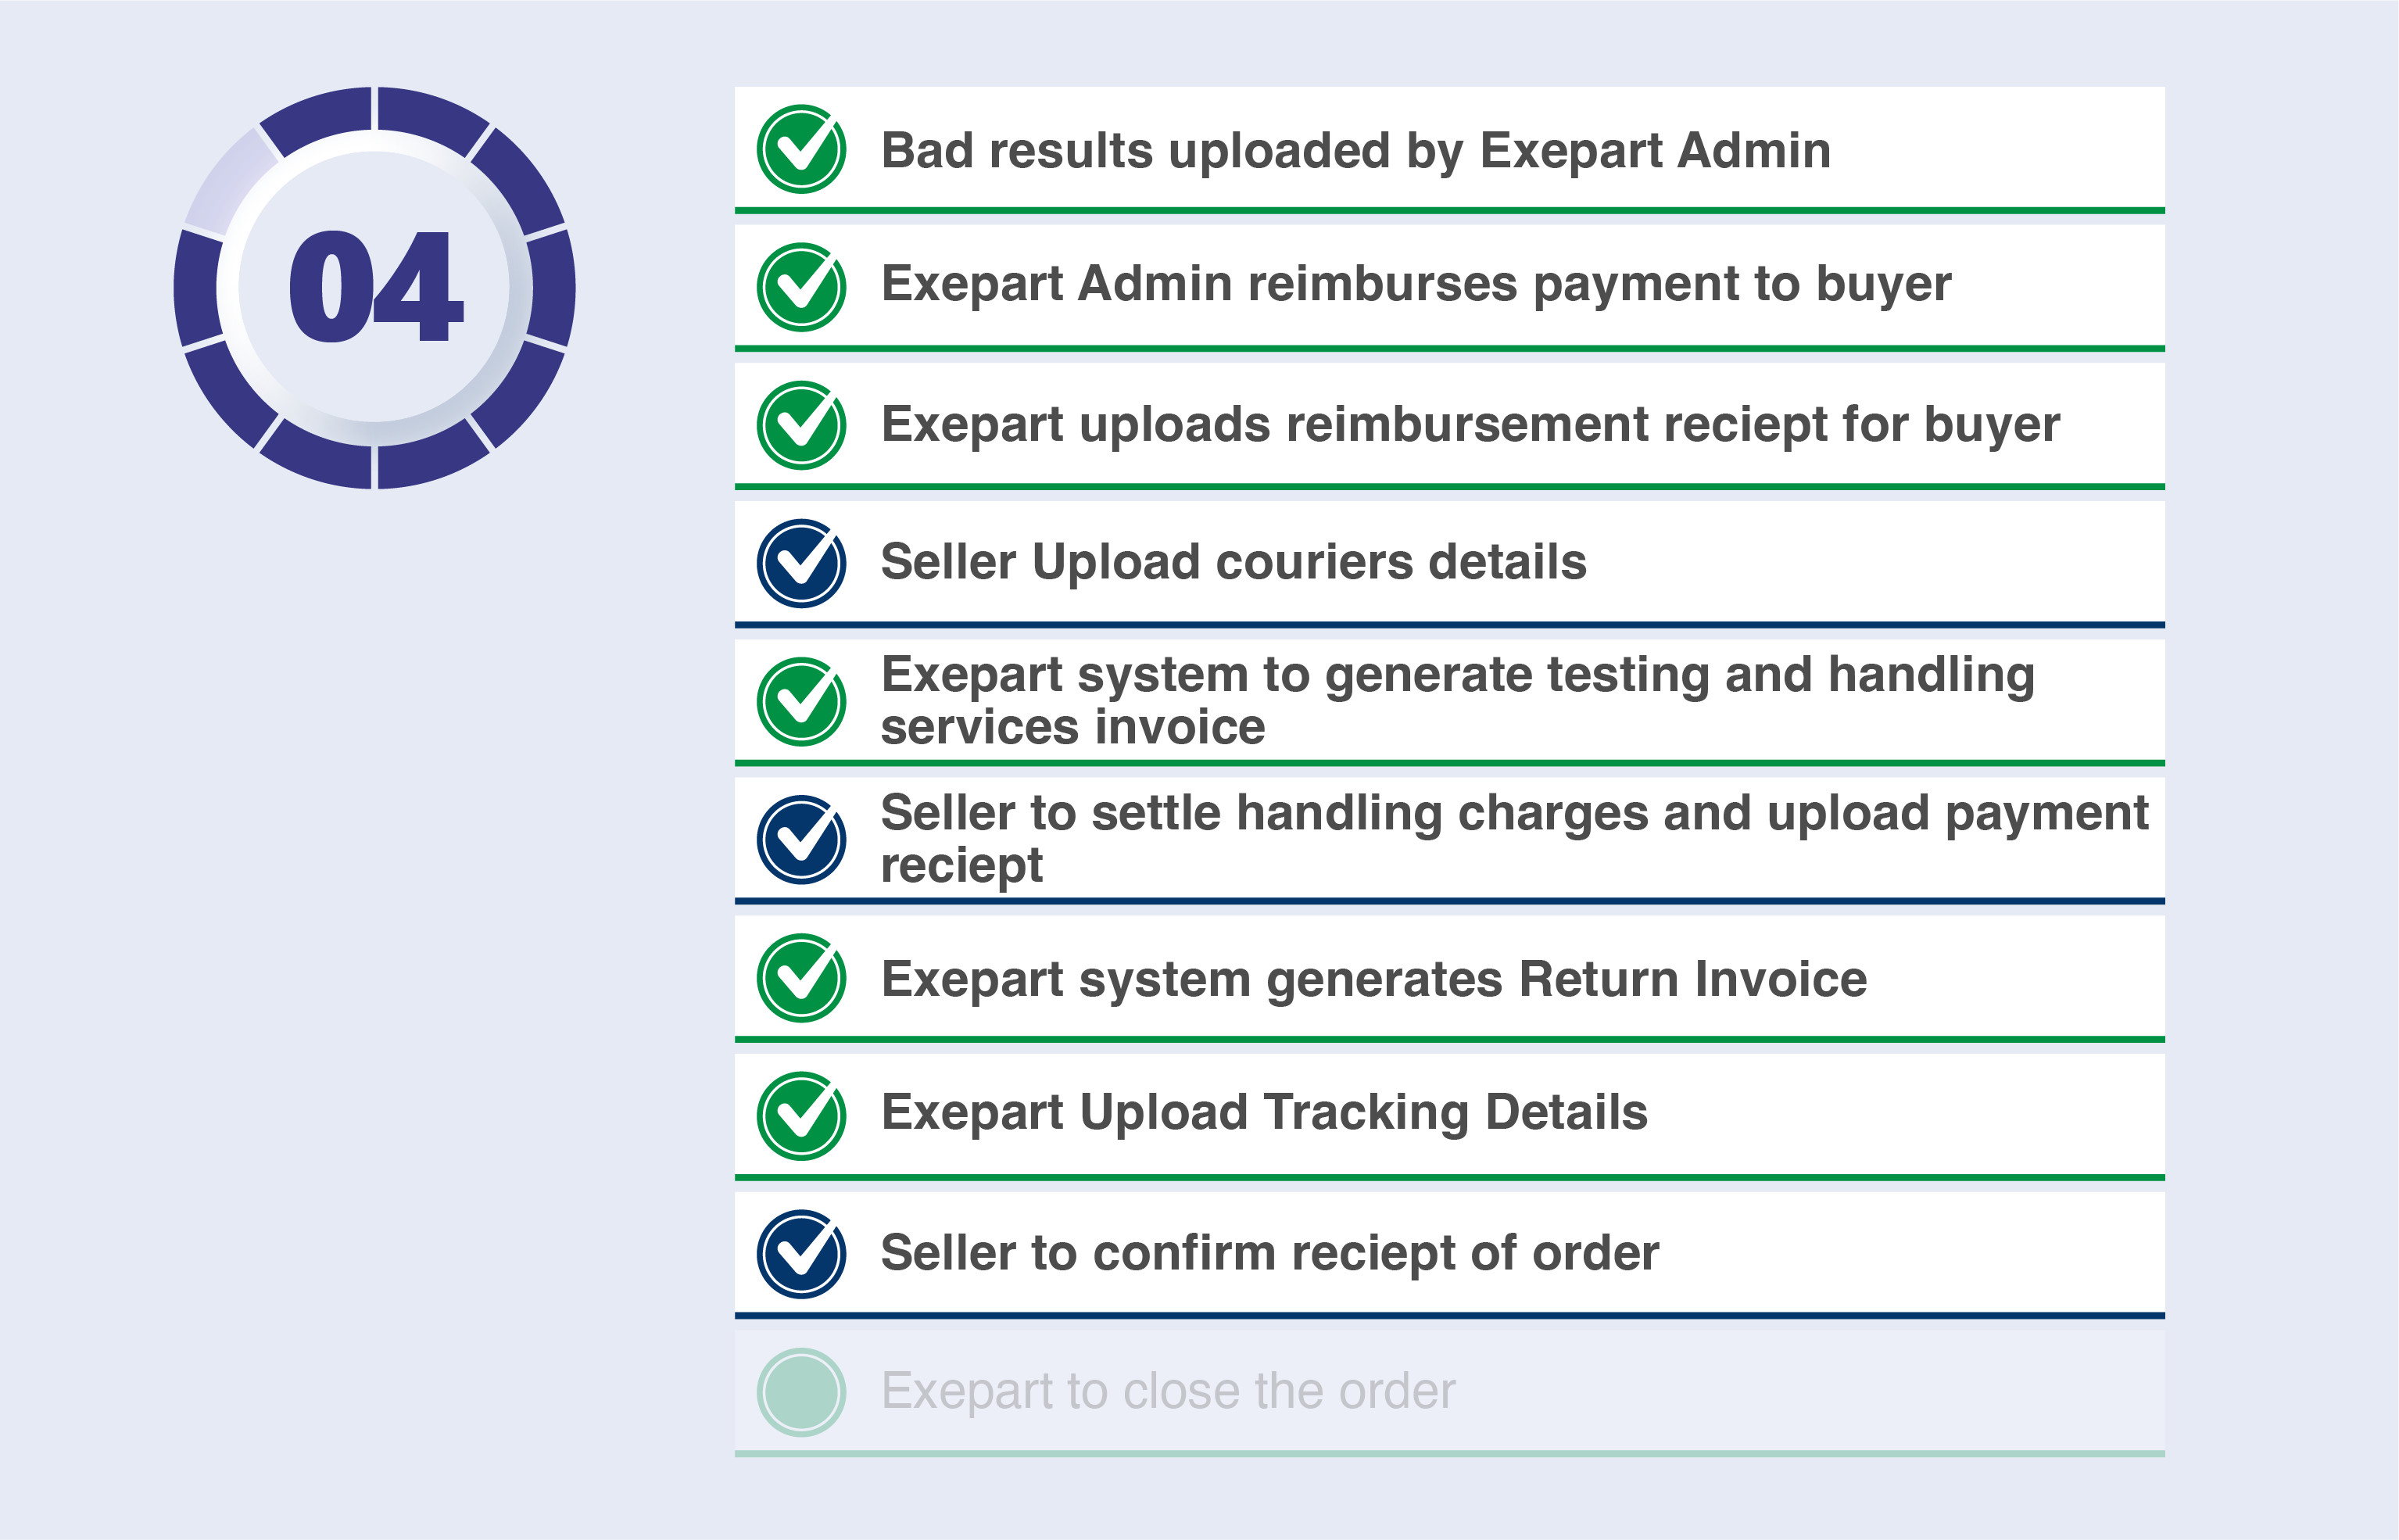 04
Bad results uploaded by Exepart Admin
Exepart Admin reimburses payment to buyer
Exepart uploads reimbursement reciept for buyer
Seller Upload couriers details
Exepart system to generate testing and handling
services invoice
Seller to settle handling charges and upload payment
reciept
Exepart system generates Return Invoice
Exepart Upload Tracking Details
Seller to confirm reciept of order
Exepart to close the order